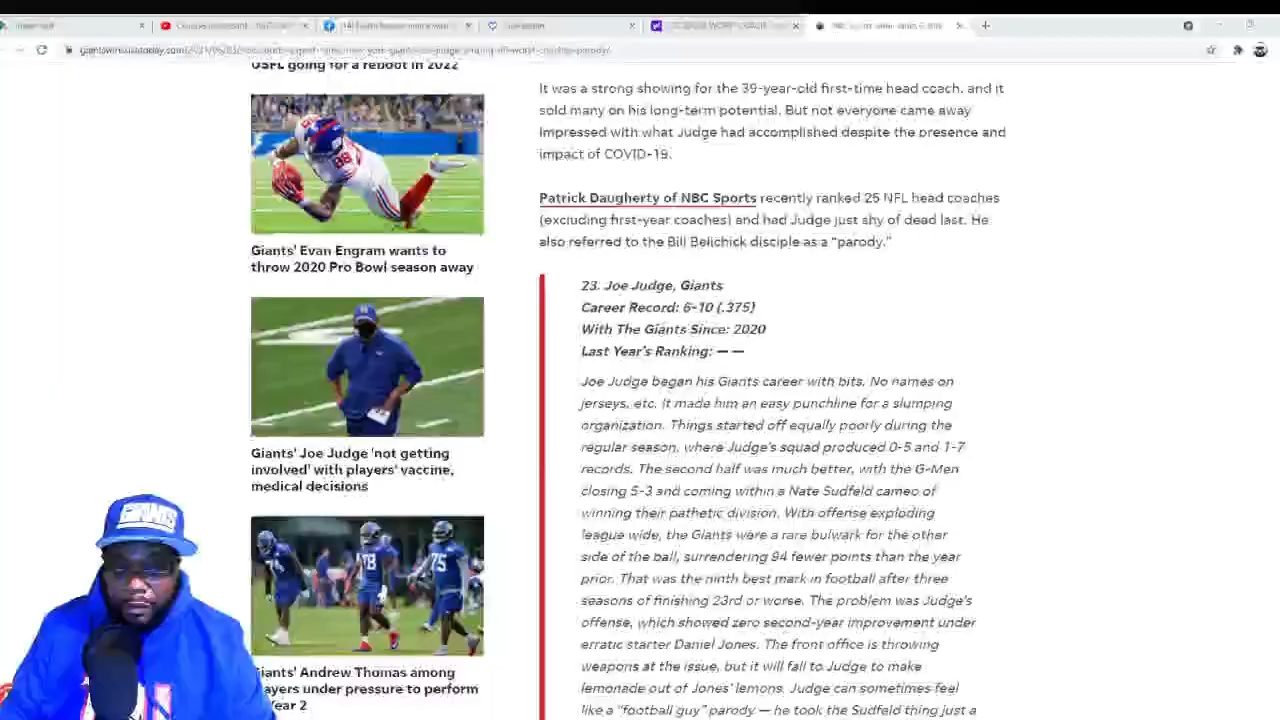 USFL going for a reboot in 2022
Giants' Evan Engram wants to
throw 2020 Pro Bowl season away
Giants' Joe Judge 'not getting
involved' with players' vaccine,
medical decisions
Giants' Andrew Thomas among
players under pressure to perform
Year 2
It was a strong showing for the 39-year-old first-time head coach, and it
sold many on his long-term potential. But not everyone came away
impressed with what Judge had accomplished despite the presence and
impact of COVID-19.
Patrick Daugherty of NBC Sports recently ranked 25 NFL head coaches
(excluding first-year coaches) and had Judge just shy of dead last. He
also referred to the Bill Belichick disciple as a “parody.”
23. Joe Judge, Giants
Career Record: 6-10 (.375)
With The Giants Since: 2020
Last Year’s Ranking: — —
Joe Judge began his Giants career with bits. No names on
jerseys, etc. It made him an easy punchline for a slumping
organization. Things started off equally poorly during the
regular season, where Judge’s squad produced 0-5 and 1-7
records. The second half was much better, with the G-Men
closing 5-3 and coming within a Nate Sudfeld cameo of
winning their pathetic division. With offense exploding
league wide, the Giants were a rare bulwark for the other
side of the ball, surrendering 94 fewer points than the year
prior. That was the ninth best mark in football after three
seasons of finishing 23rd or worse. The problem was Judge’s
offense, which showed zero second-year improvement under
erratic starter Daniel Jones. The front office is throwing
weapons at the issue, but it will fall to Judge to make
lemonade out of Jones’ lemons. Judge can sometimes feel
like a “football guy” parody — he took the Sudfeld thing just a
GIANTS